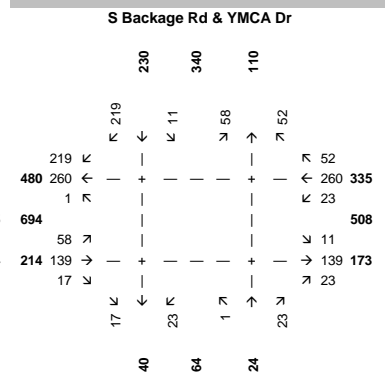 S Backage Rd & YMCA Dr
230 340 110
219 11 58 52
↙ ↓ ↘ ↗ ↑ ↖
219 ↙ | | ↖ 52
480 260 ← — + — — — + — ← 260 335
1 ↖ | | ↙ 23
694 | | 508
58 ↗ | | ↘ 11
214 139 → — + — — — + — → 139 173
17 ↘ | | ↗ 23
↘ ↓ ↙ ↖ ↑ ↗
17 23 1 23
40 64 24